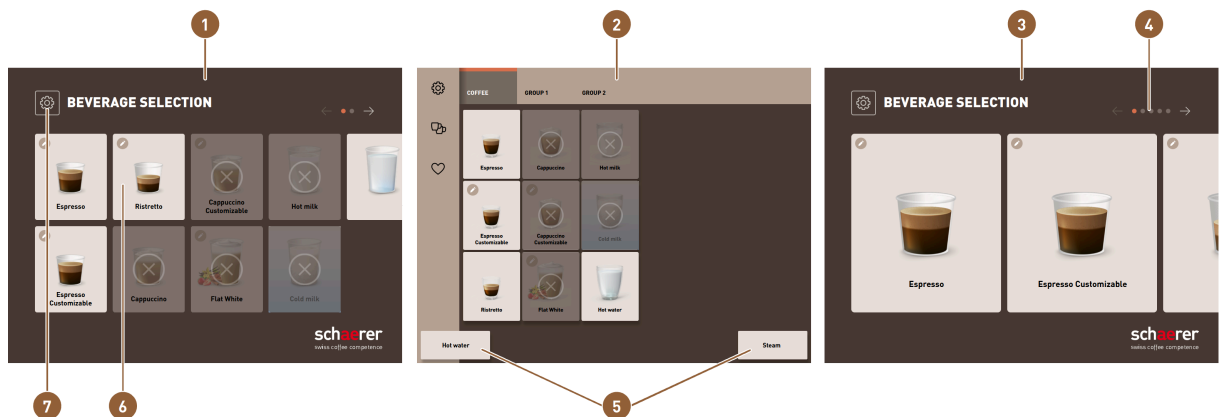 1
2
3
4
BEVERAGE SELECTION
Espresso
Ristretto
Cappuccino
Customizable
Hot milk
Espresso
Customizable
Cappuccino
Flat White
Cold milk
schaerer
swiss coffee competence
COFFEE
GROUP 1
GROUP 2
Espresso
Cappuccino
Hot milk
Espresso
Customizable
Cappuccino
Customizable
Cold milk
Ristretto
Flat White
Hot water
Hot water
Steam
BEVERAGE SELECTION
Espresso
Espresso Customizable
schaerer
swiss coffee competence
7
6
5